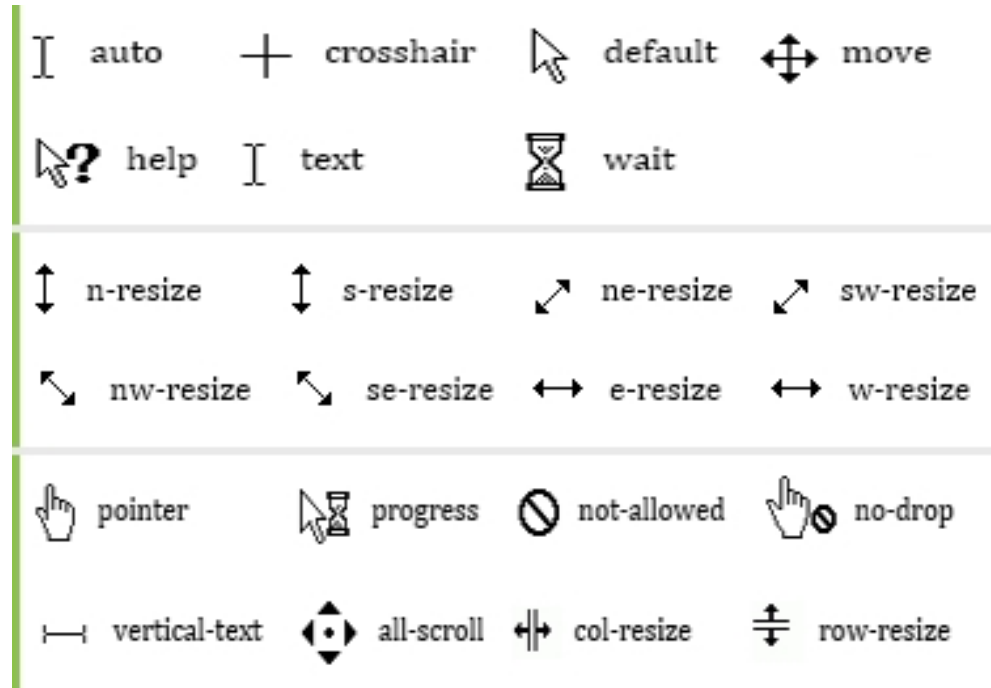 auto crosshair default move
help text wait
n-resize s-resize ne-resize sw-resize
nw-resize se-resize e-resize w-resize
pointer progress not-allowed no-drop
vertical-text all-scroll col-resize row-resize